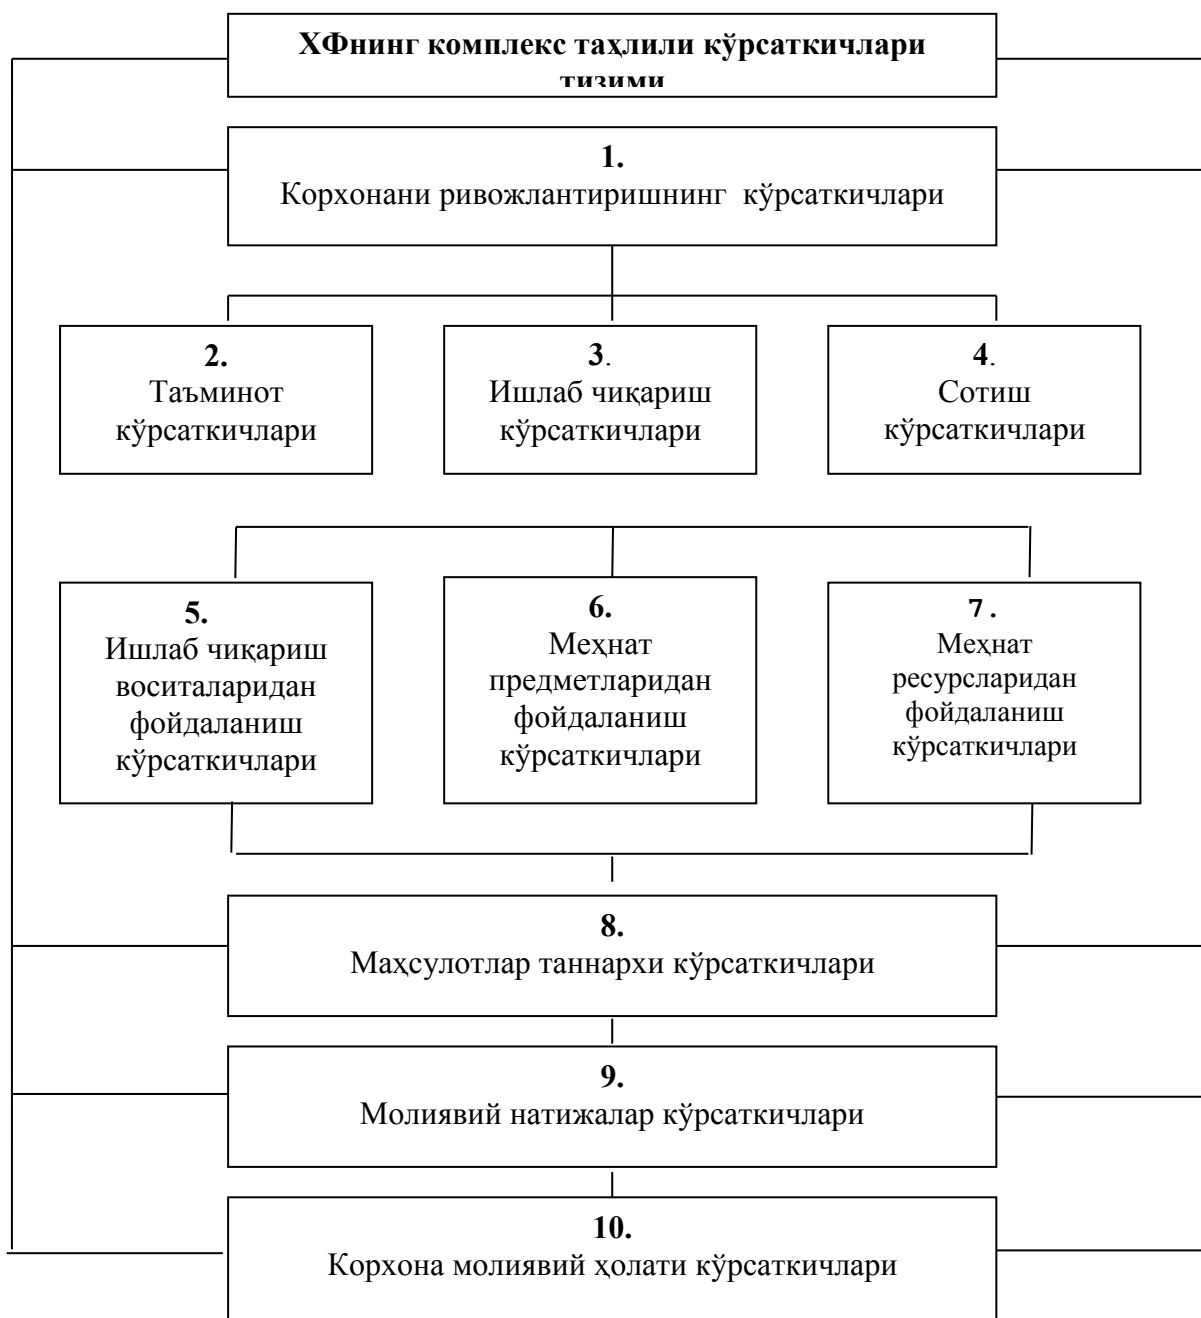 ХФнинг комплекс таҳлили кўрсаткичлари
тизими
1.
Корхонани ривожлантиришнинг кўрсаткичлари
2.
Таъминот
кўрсаткичлари
3.
Ишлаб чиқариш
кўрсаткичлари
4.
Сотиш
кўрсаткичлари
5.
Ишлаб чиқариш
воситаларидан
фойдаланиш
кўрсаткичлари
6.
Меҳнат
предметларидан
фойдаланиш
кўрсаткичлари
7.
Меҳнат
ресурсларидан
фойдаланиш
кўрсаткичлари
8.
Маҳсулотлар таннархи кўрсаткичлари
9.
Молиявий натижалар кўрсаткичлари
10.
Корхона молиявий ҳолати кўрсаткичлари